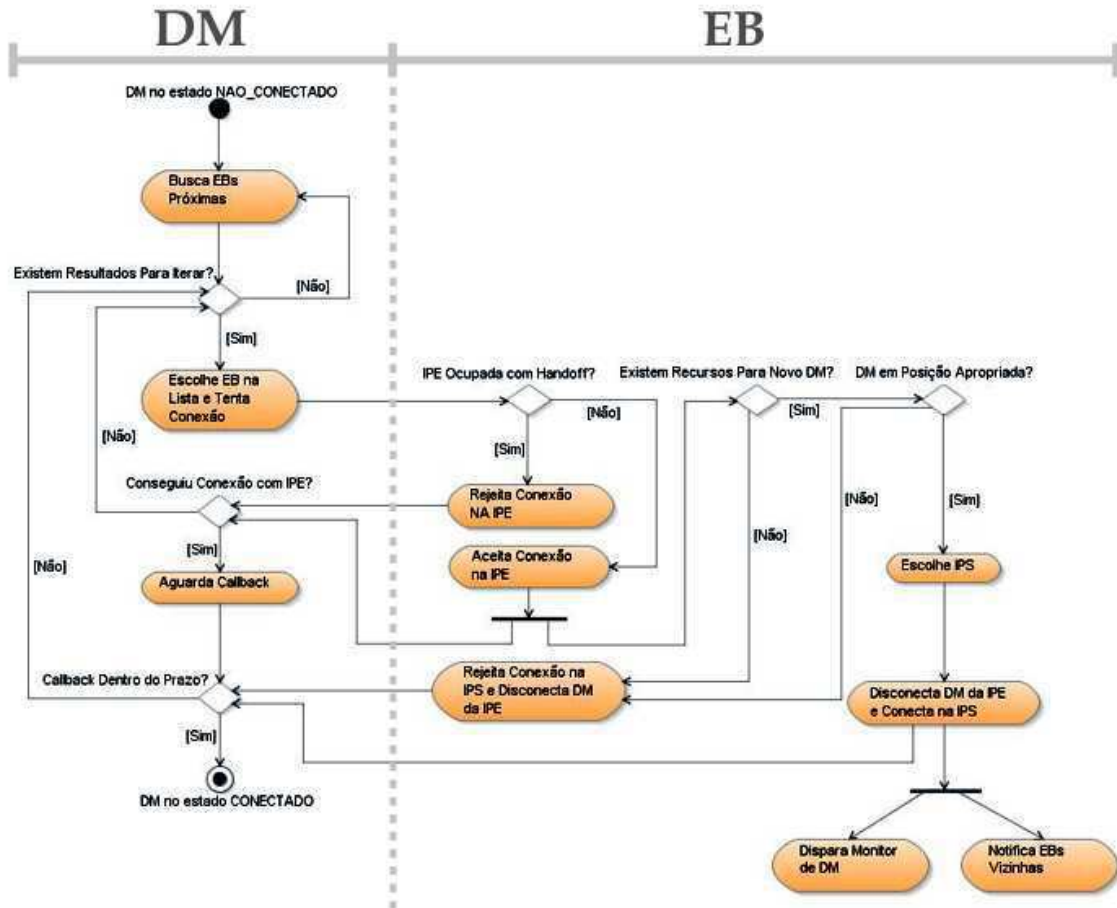 DM
EB
DM no estado NAO_CONECTADO
Busca EBs
Próximas
Existem Resultados Para Iterar?
[Não]
[Sim]
Escolhe EB na
Lista e Tenta
Conexão
IPE Ocupada com Handoff?
Existem Recursos Para Novo DM?
DM em Posição Apropriada?
[Não]
[Sim]
[Não]
[Sim]
Conseguiu Conexão com IPE?
Rejeita Conexão
NA IPE
[Não]
[Não]
[Sim]
[Sim]
[Não]
Aguarda Callback
Aceita Conexão
na IPE
Escolhe IPS
Callback Dentro do Prazo?
Rejeita Conexão na
IPS e Disconecta DM
da IPE
Disconecta DM da IPE
e Conecta na IPS
[Sim]
DM no estado CONECTADO
Dispara Monitor
de DM
Notifica EBs
Vizinhas